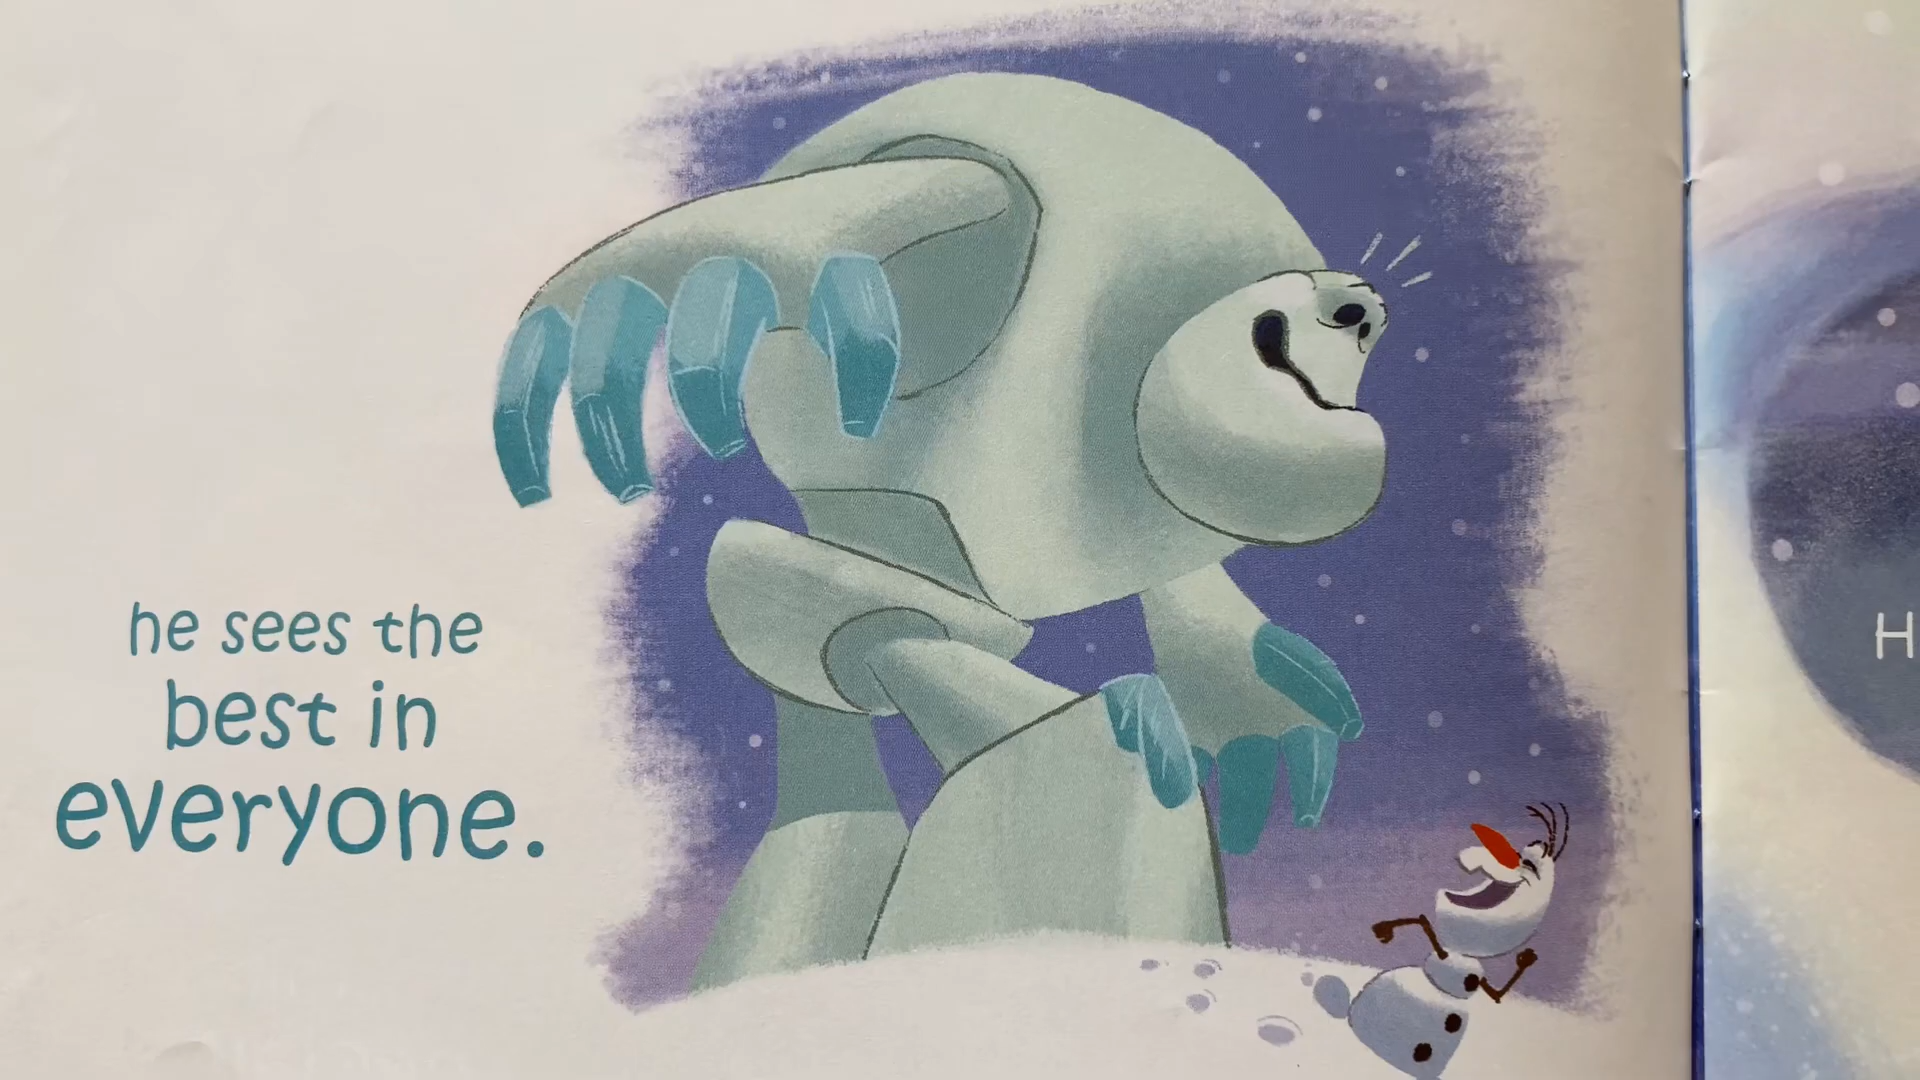 he sees the
best in
everyone.
H